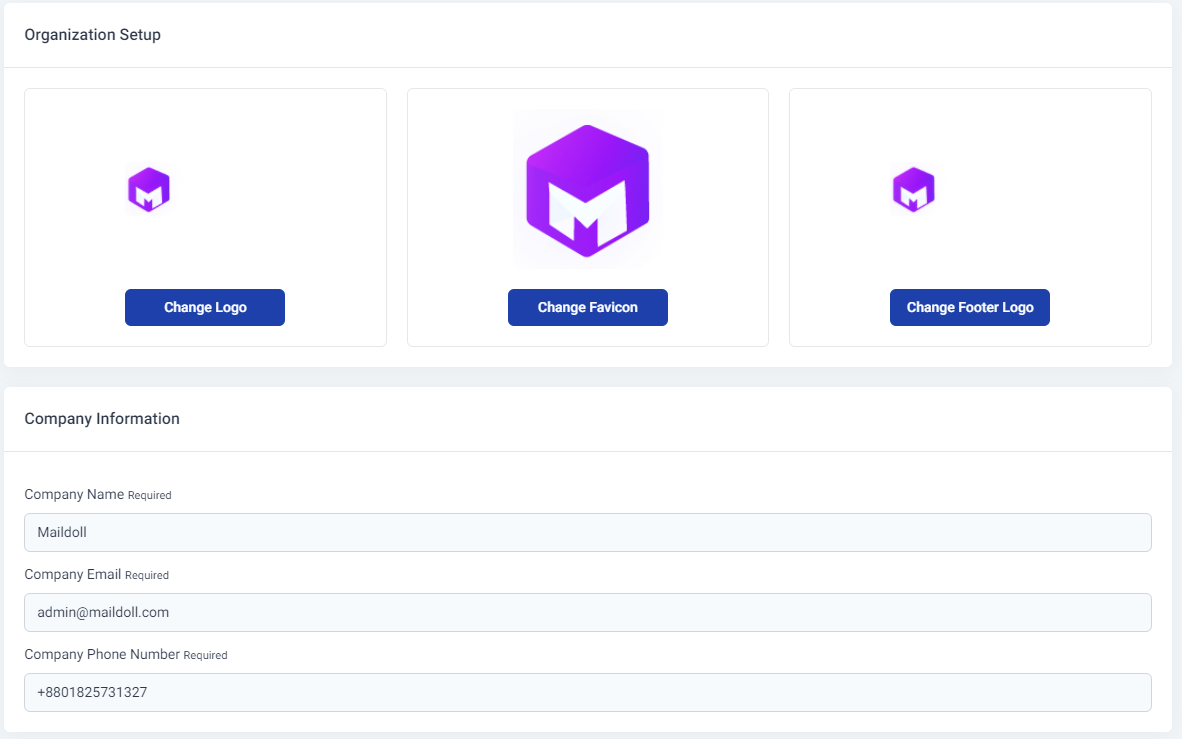 Organization Setup
Change Logo
Change Favicon
Change Footer Logo
Company Information
Company Name Required
Maildoll
Company Email Required
admin@maildoll.com
Company Phone Number Required
+8801825731327